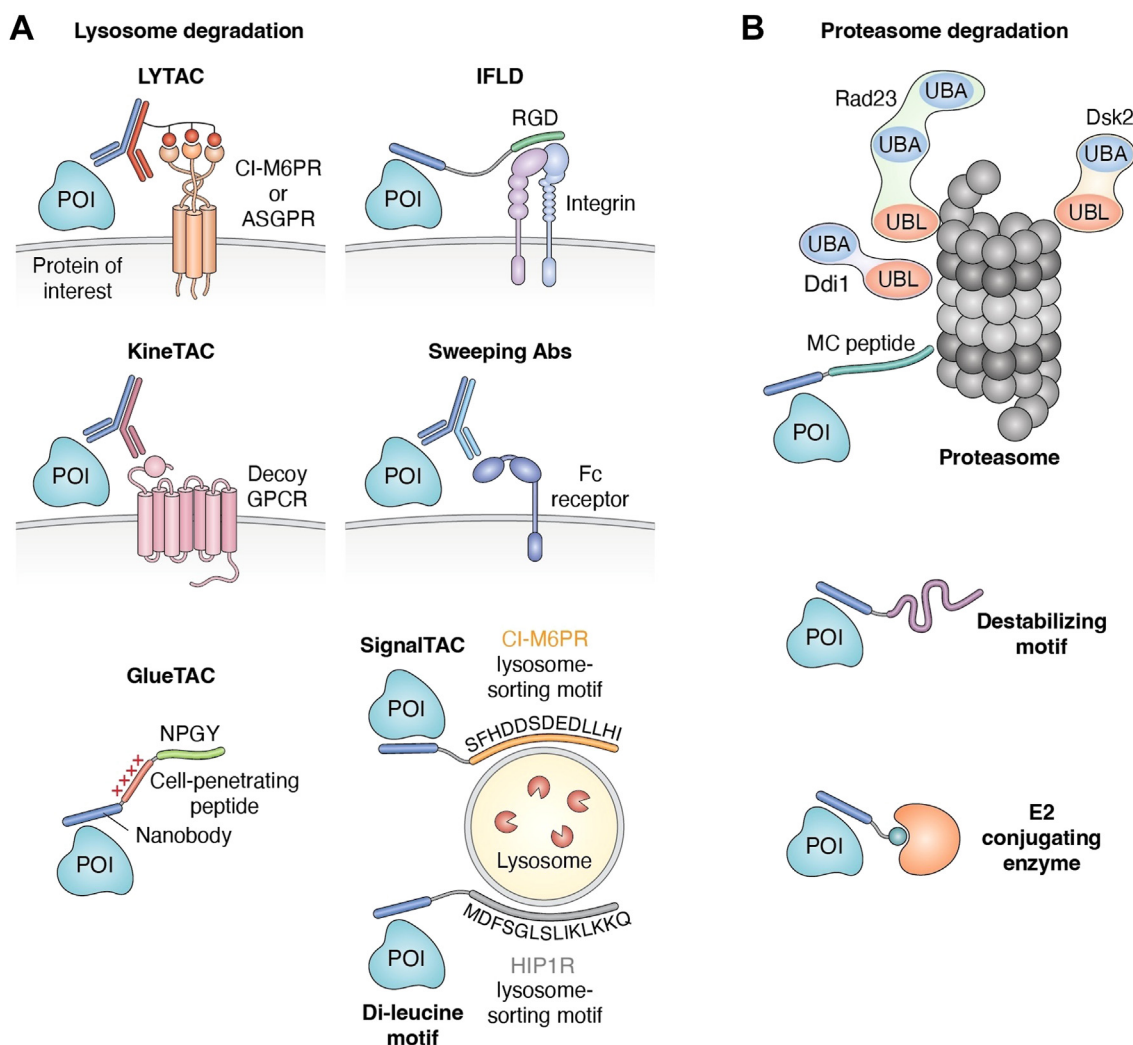 A
Lysosome degradation
LYTAC
POI
CI-M6PR
or
ASGPR
Protein of
interest
IFLD
RGD
POI
Integrin
KineTAC
POI
Decoy
GPCR
Sweeping Abs
POI
Fc
receptor
GlueTAC
NPGY
++++
Cell-penetrating
peptide
Nanobody
POI
SignalTAC
CI-M6PR
lysosome-
sorting motif
POI
SFHDDSDEDLLHI
Lysosome
MDFSGLSLIKLKKQ
POI
HIP1R
lysosome-
sorting motif
Di-leucine
motif
B
Proteasome degradation
Rad23
UBA
UBA
UBL
Dsk2
UBA
UBL
UBA
Ddi1
UBL
MC peptide
POI
Proteasome
POI
Destabilizing
motif
POI
E2
conjugating
enzyme